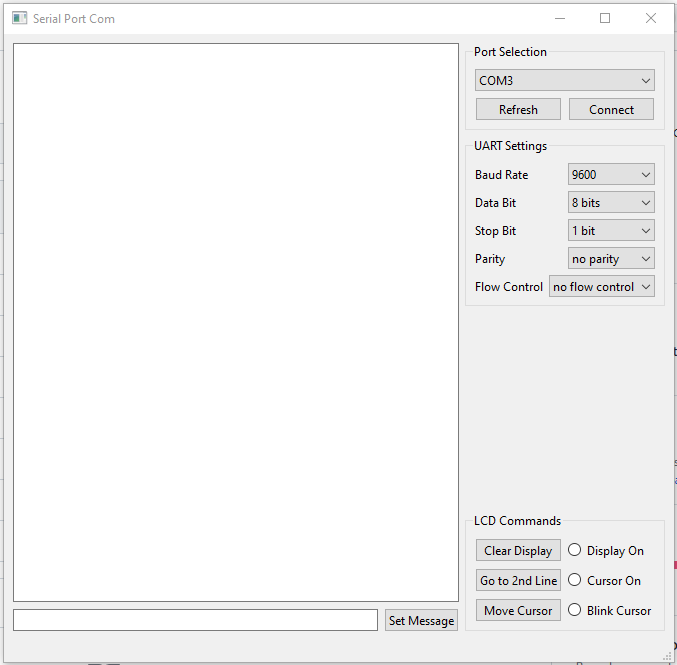 Serial Port Com
Port Selection
COM3
Refresh Connect
UART Settings
Baud Rate 9600
Data Bit 8 bits
Stop Bit 1 bit
Parity no parity
Flow Control no flow control
LCD Commands
Clear Display Display On
Go to 2nd Line Cursor On
Move Cursor Blink Cursor
Set Message